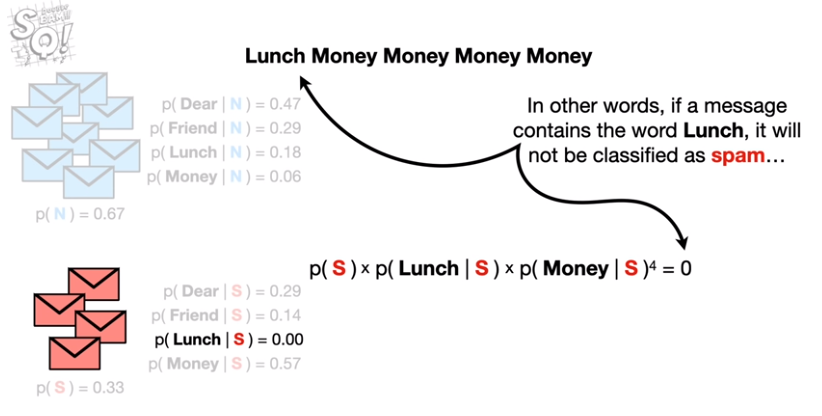 Lunch Money Money Money Money
p( Dear | N ) = 0.47
p( Friend | N ) = 0.29
p( Lunch | N ) = 0.18
p( Money | N ) = 0.06
p( N ) = 0.67
In other words, if a message
contains the word Lunch, it will
not be classified as spam…
p( S ) x p( Lunch | S ) x p( Money | S )⁴ = 0
p( Dear | S ) = 0.29
p( Friend | S ) = 0.14
p( Lunch | S ) = 0.00
p( Money | S ) = 0.57
p( S ) = 0.33